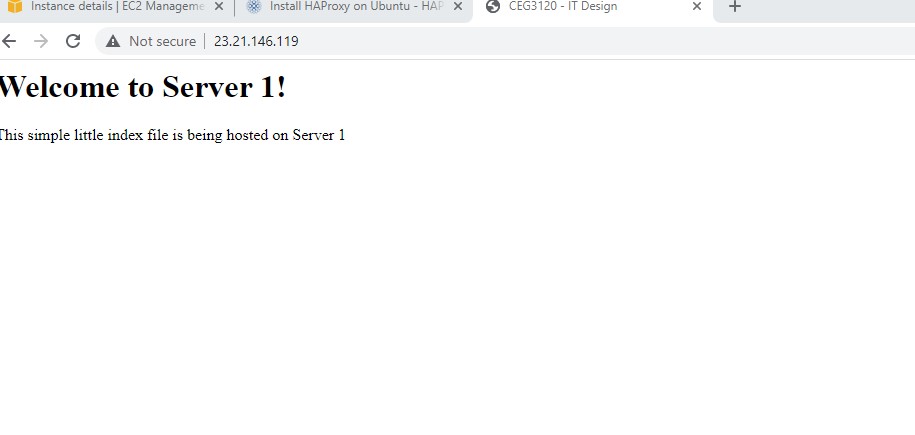 Instance details | EC2 Manageme
Install HAProxy on Ubuntu - HAP
CEG3120 - IT Design
Not secure
23.21.146.119
Welcome to Server 1!
This simple little index file is being hosted on Server 1